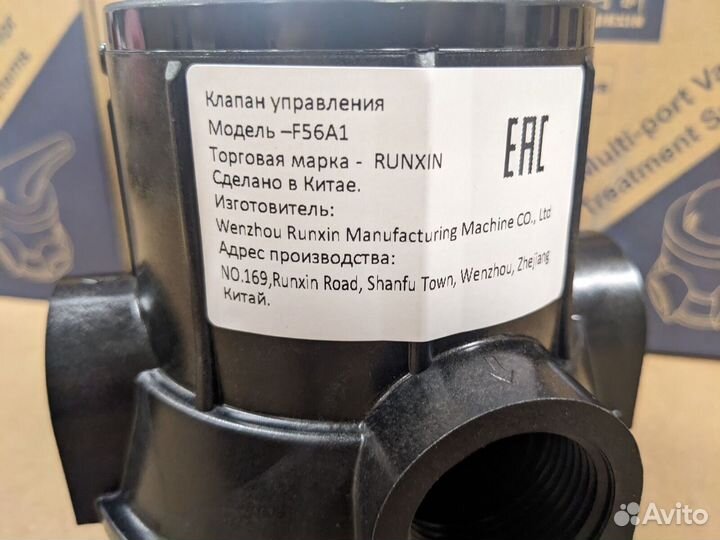 Клапан управления
Модель –F56A1
Торговая марка - RUNXIN
Сделано в Китае.
Изготовитель:
Wenzhou Runxin Manufacturing Machine CO., Ltd
Адрес производства:
NO.169,Runxin Road, Shanfu Town, Wenzhou, Zhejiang
Китай.
EAC
Multi-port Va
Treatment S
Avito